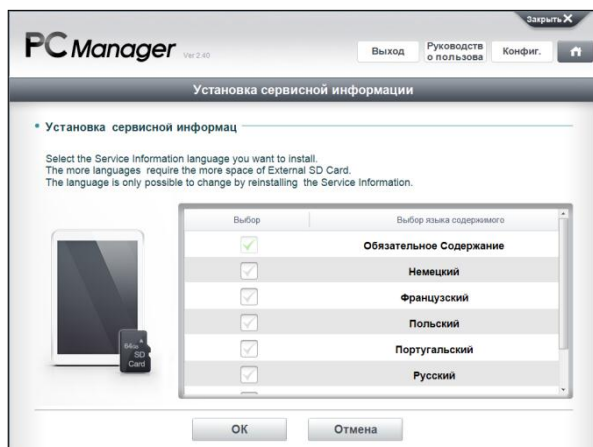 Закрыть X
PC Manager Ver 2.40
Выход
Руководств
о пользова
Конфиг.
Установка сервисной информации
Установка сервисной информац
Select the Service Information language you want to install.
The more languages require the more space of External SD Card.
The language is only possible to change by reinstalling the Service Information.
Выбор
Выбор языка содержимого
Обязательное Содержание
Немецкий
Французский
Польский
Португальский
Русский
64GB
SD
Card
ОК
Отмена